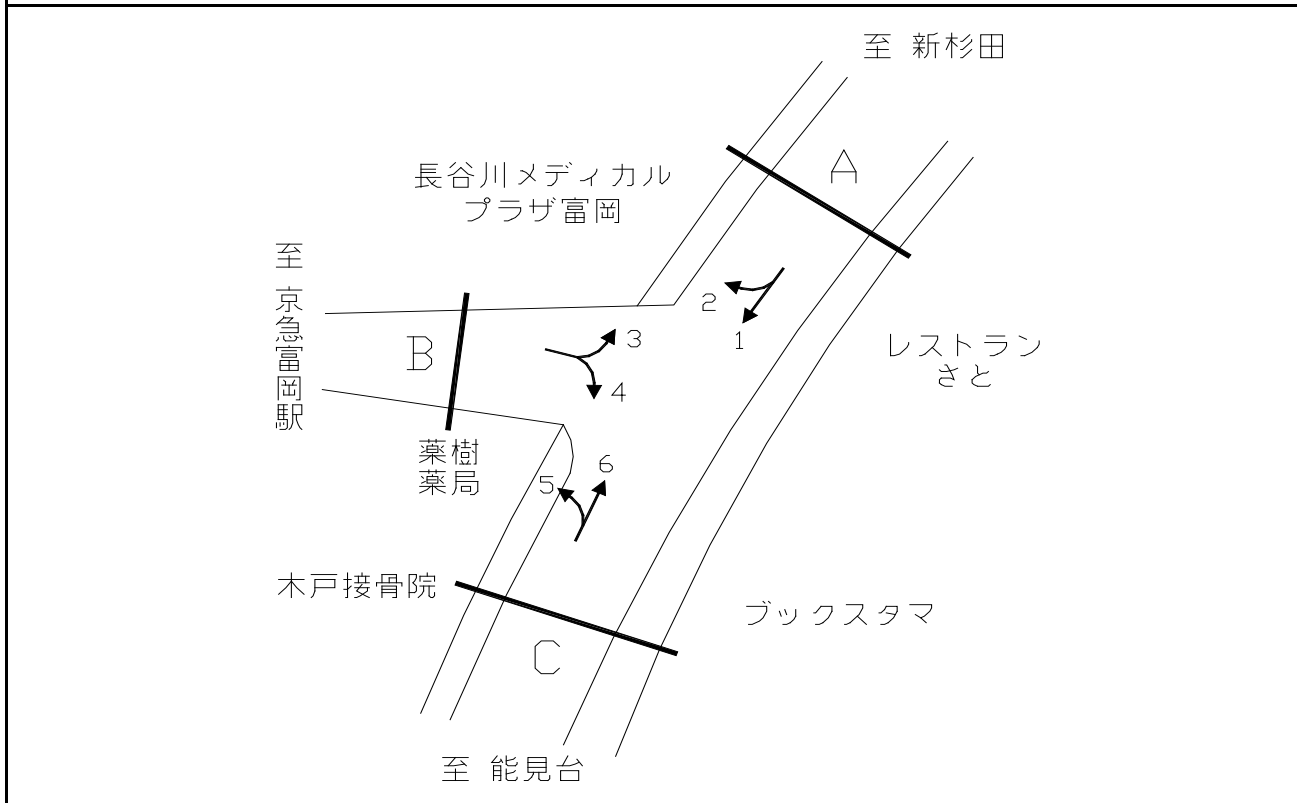 至 新杉田
A
長谷川メディカル
プラザ富岡
至 京急富岡駅
2
1
3
B
4
レストラン
さと
薬樹
薬局
6
5
木戸接骨院
ブックスタマ
C
至 能見台